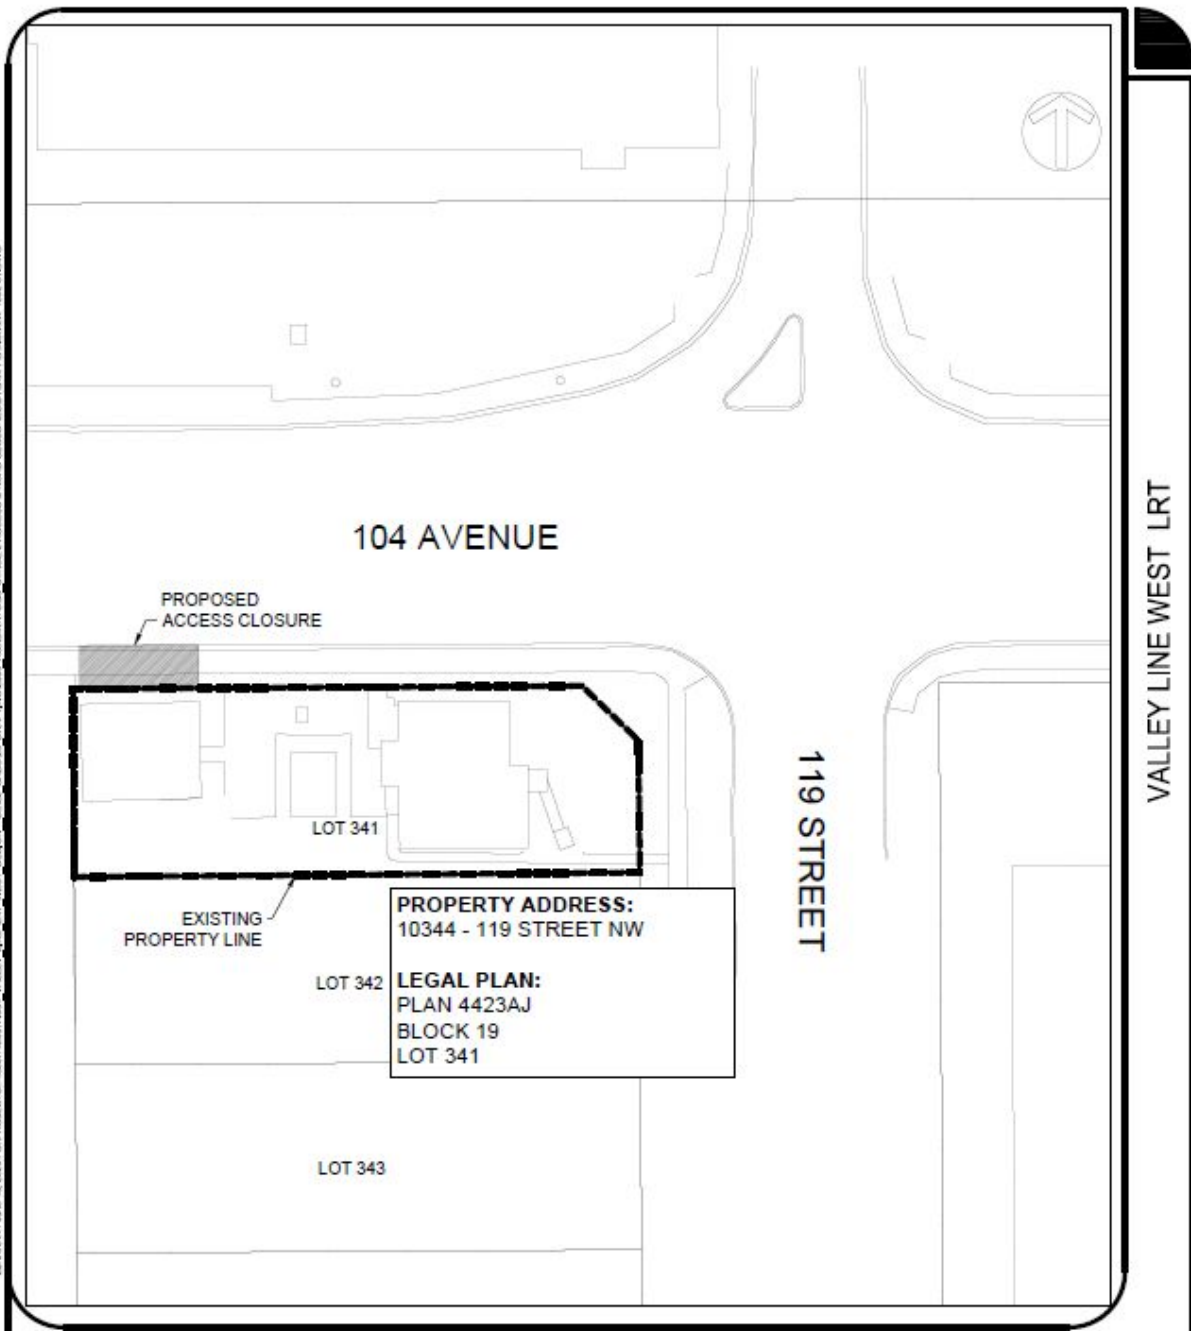 104 AVENUE
PROPOSED
ACCESS CLOSURE
119 STREET
VALLEY LINE WEST LRT
LOT 341
EXISTING
PROPERTY LINE
PROPERTY ADDRESS:
10344 - 119 STREET NW
LOT 342
LEGAL PLAN:
PLAN 4423AJ
BLOCK 19
LOT 341
LOT 343